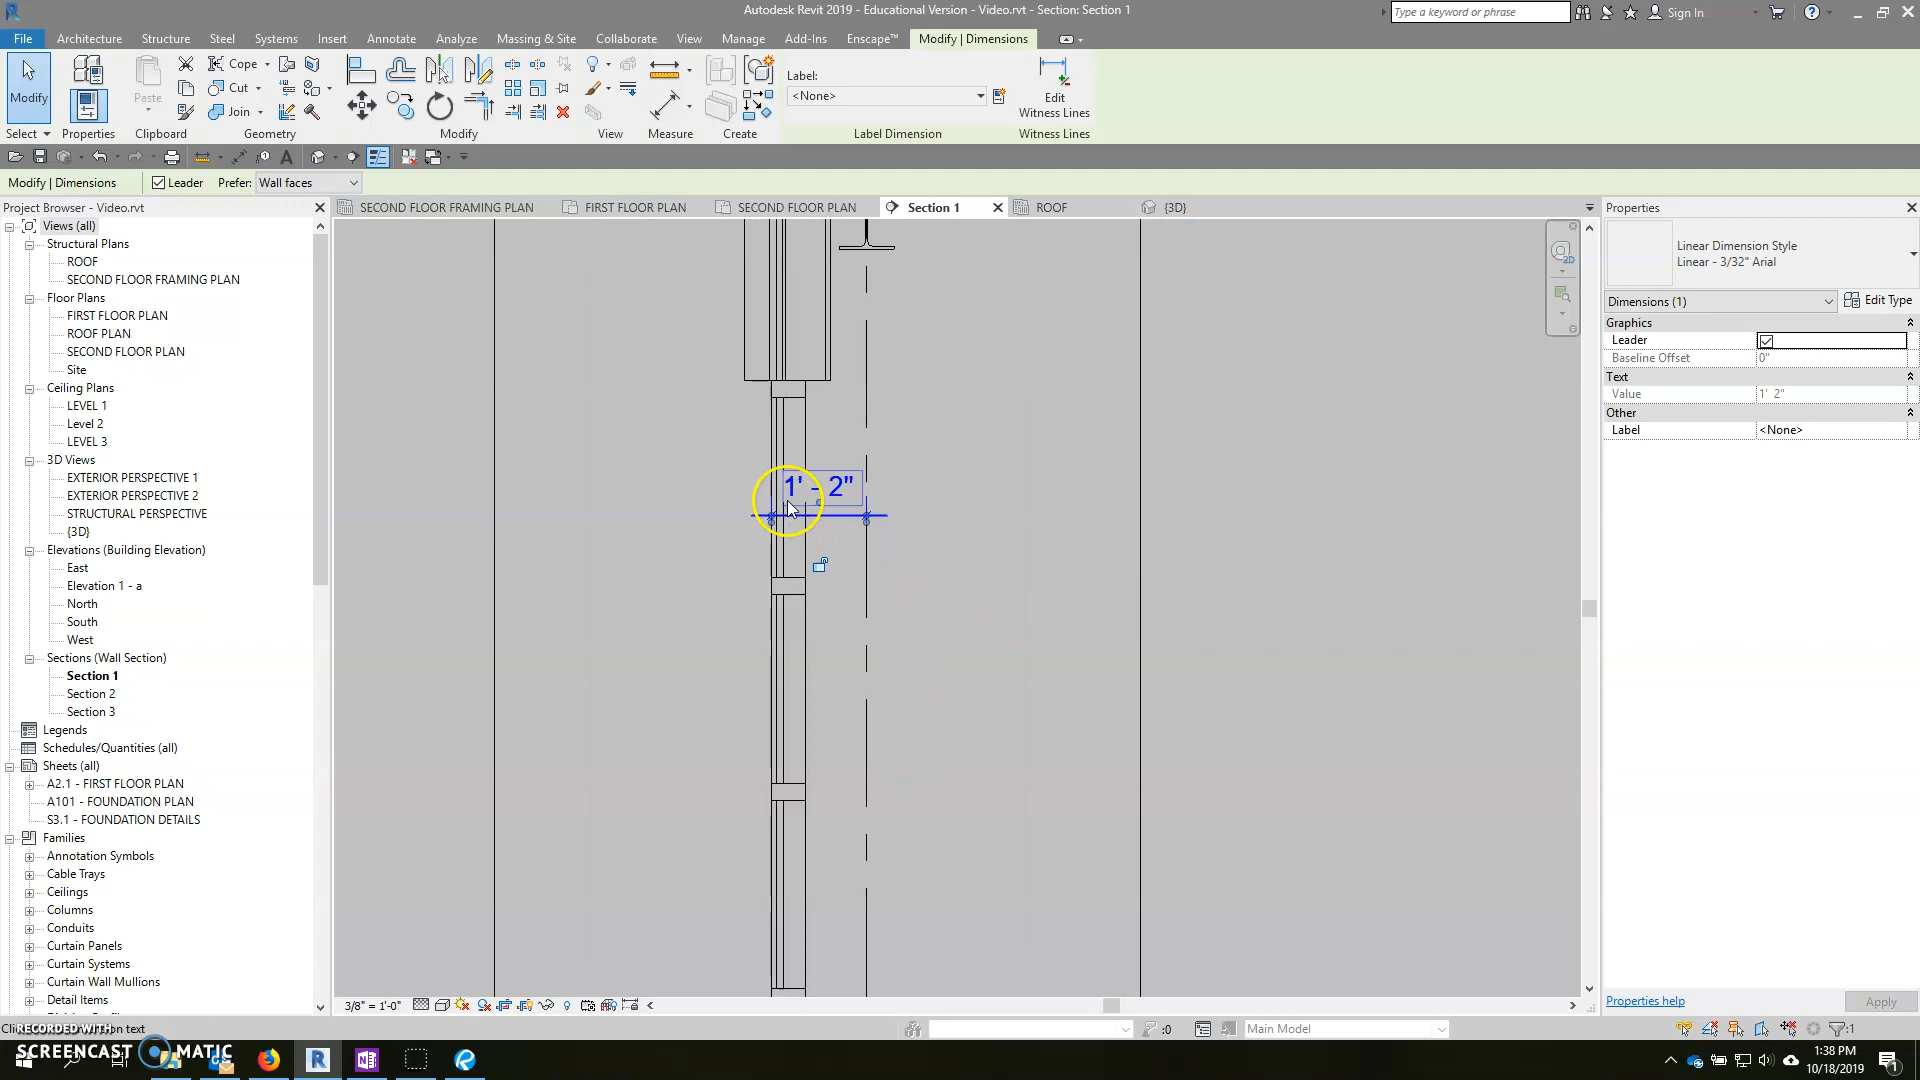 Autodesk Revit 2019 - Educational Version - Video.rvt - Section: Section 1
Type a keyword or phrase
Sign In
File Architecture Structure Steel Systems Insert Annotate Analyze Massing & Site Collaborate View Manage Add-Ins Enscape™ Modify | Dimensions
Modify
Paste
Cope
Cut
Join
Label:
<None>
Edit
Witness Lines
Select Properties Clipboard Geometry Modify View Measure Create Label Dimension Witness Lines
Modify | Dimensions Leader Prefer: Wall faces
Project Browser - Video.rvt
SECOND FLOOR FRAMING PLAN FIRST FLOOR PLAN SECOND FLOOR PLAN Section 1 ROOF {3D}
Views (all)
Structural Plans
ROOF
SECOND FLOOR FRAMING PLAN
Floor Plans
FIRST FLOOR PLAN
ROOF PLAN
SECOND FLOOR PLAN
Site
Ceiling Plans
LEVEL 1
Level 2
LEVEL 3
3D Views
EXTERIOR PERSPECTIVE 1
EXTERIOR PERSPECTIVE 2
STRUCTURAL PERSPECTIVE
{3D}
Elevations (Building Elevation)
East
Elevation 1 - a
North
South
West
Sections (Wall Section)
Section 1
Section 2
Section 3
Legends
Schedules/Quantities (all)
Sheets (all)
A2.1 - FIRST FLOOR PLAN
A101 - FOUNDATION PLAN
S3.1 - FOUNDATION DETAILS
Families
Annotation Symbols
Cable Trays
Ceilings
Columns
Conduits
Curtain Panels
Curtain Systems
Curtain Wall Mullions
Detail Items
1' - 2"
2D
3/8" = 1'-0"
Properties
Linear Dimension Style
Linear - 3/32" Arial
Dimensions (1)
Edit Type
Graphics
Leader
Baseline Offset 0"
Text
Value 1' 2"
Other
Label <None>
Properties help
Apply
RECORDED WITH
SCREENCAST MATIC
:0
Main Model
:1
1:38 PM
10/18/2019
1